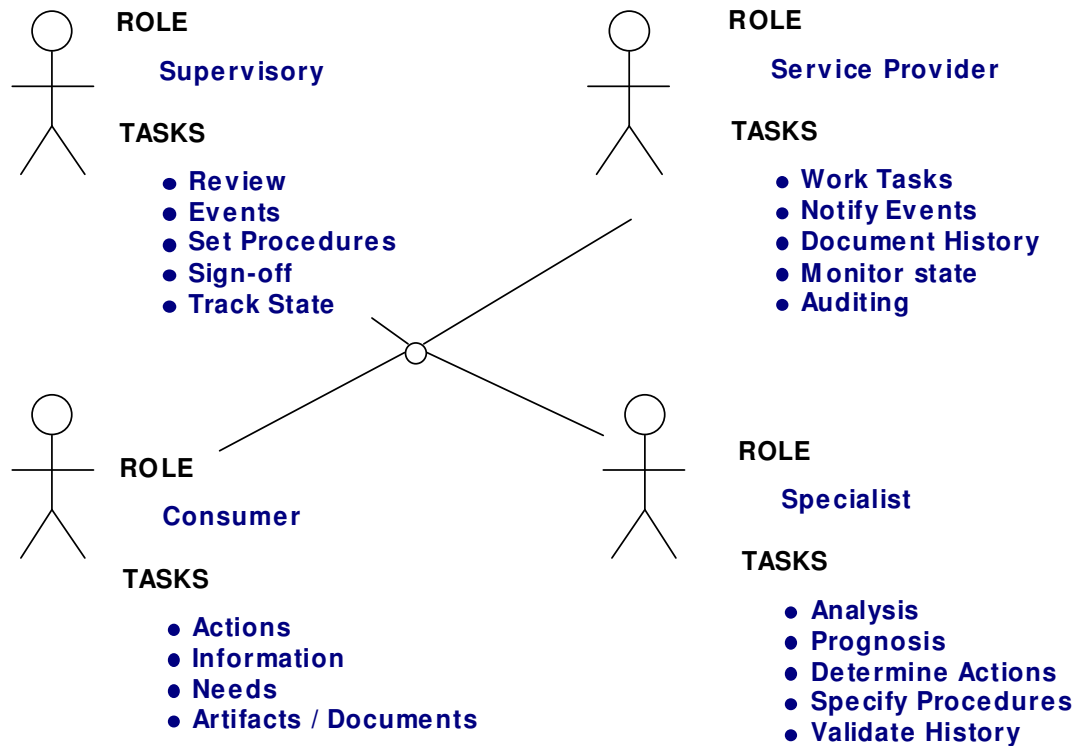 ROLE
Supervisory
TASKS
● Review
● Events
● Set Procedures
● Sign-off
● Track State
ROLE
Service Provider
TASKS
● Work Tasks
● Notify Events
● Document History
● Monitor state
● Auditing
ROLE
Consumer
TASKS
● Actions
● Information
● Needs
● Artifacts / Documents
ROLE
Specialist
TASKS
● Analysis
● Prognosis
● Determine Actions
● Specify Procedures
● Validate History